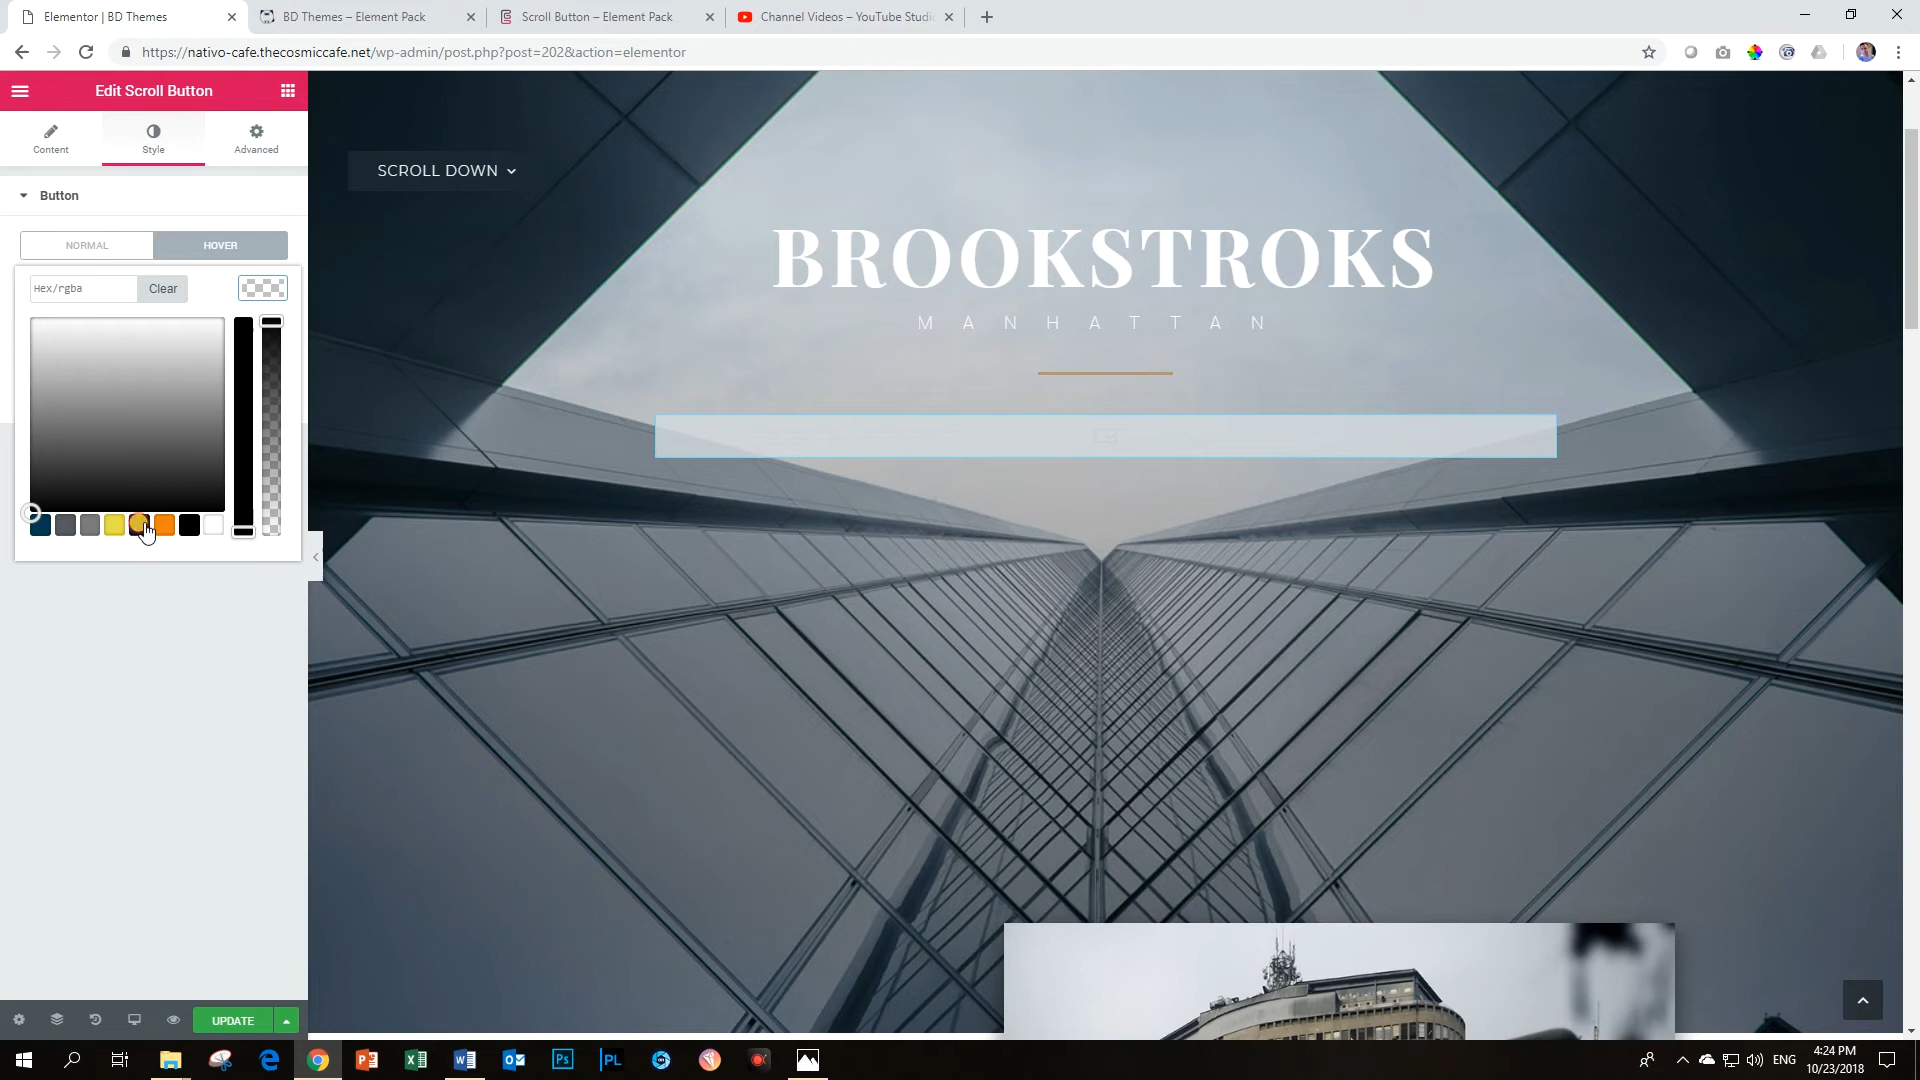 Elementor | BD Themes
BD Themes – Element Pack
Scroll Button – Element Pack
Channel Videos – YouTube Studio
https://nativo-cafe.thecosmiccafe.net/wp-admin/post.php?post=202&action=elementor
Edit Scroll Button
Content
Style
Advanced
Button
NORMAL
HOVER
Hex/rgba
Clear
SCROLL DOWN
BROOKSTROKS
MANHATTAN
UPDATE
ENG
4:24 PM
10/23/2018